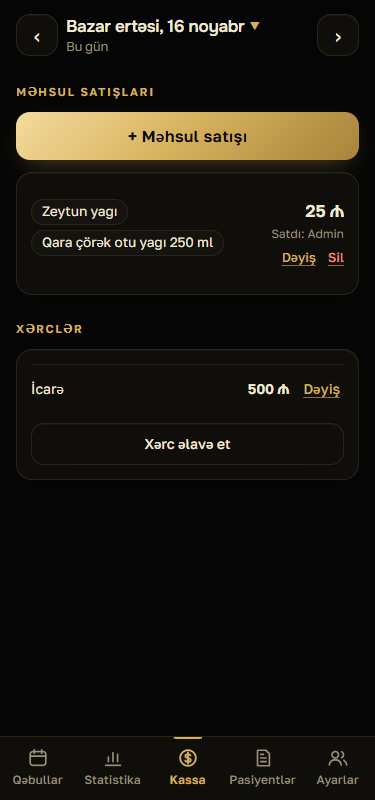 ‹
Bazar ertəsi, 16 noyabr ▼
Bu gün
›
MƏHSUL SATIŞLARI
+ Məhsul satışı
Zeytun yağı
Qara çörək otu yağı 250 ml
25 ₼
Satdı: Admin
Dəyiş Sil
XƏRCLƏR
İcarə 500 ₼ Dəyiş
Xərc əlavə et
Qəbullar Statistika Kassa Pasiyentlər Ayarlar